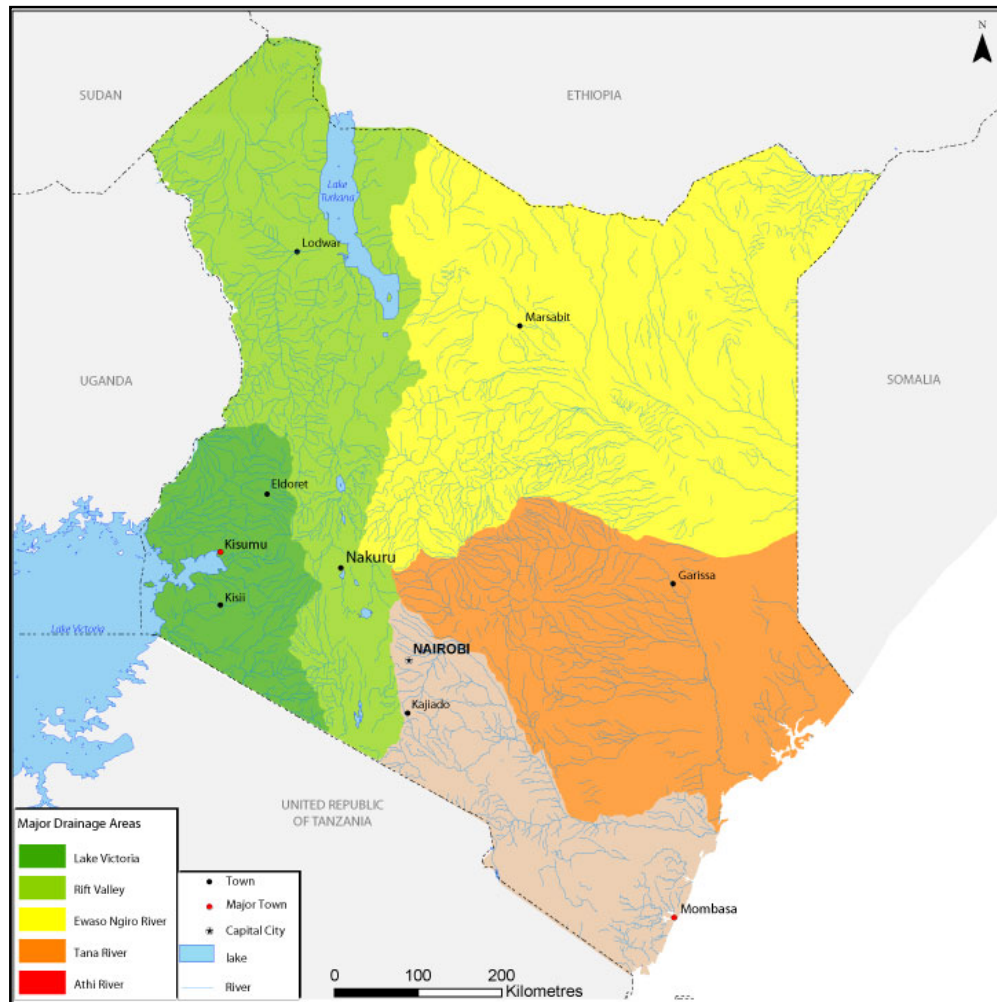 N
SUDAN
ETHIOPIA
Lake
Turkana
Lodwar
Marsabit
UGANDA
SOMALIA
Eldoret
Kisumu
Nakuru
Garissa
Kisii
Lake Victoria
NAIROBI
Kajiado
UNITED REPUBLIC
OF TANZANIA
Mombasa
Major Drainage Areas
Lake Victoria
Rift Valley
Ewaso Ngiro River
Tana River
Athi River
Town
Major Town
Capital City
lake
River
0 100 200
Kilometres